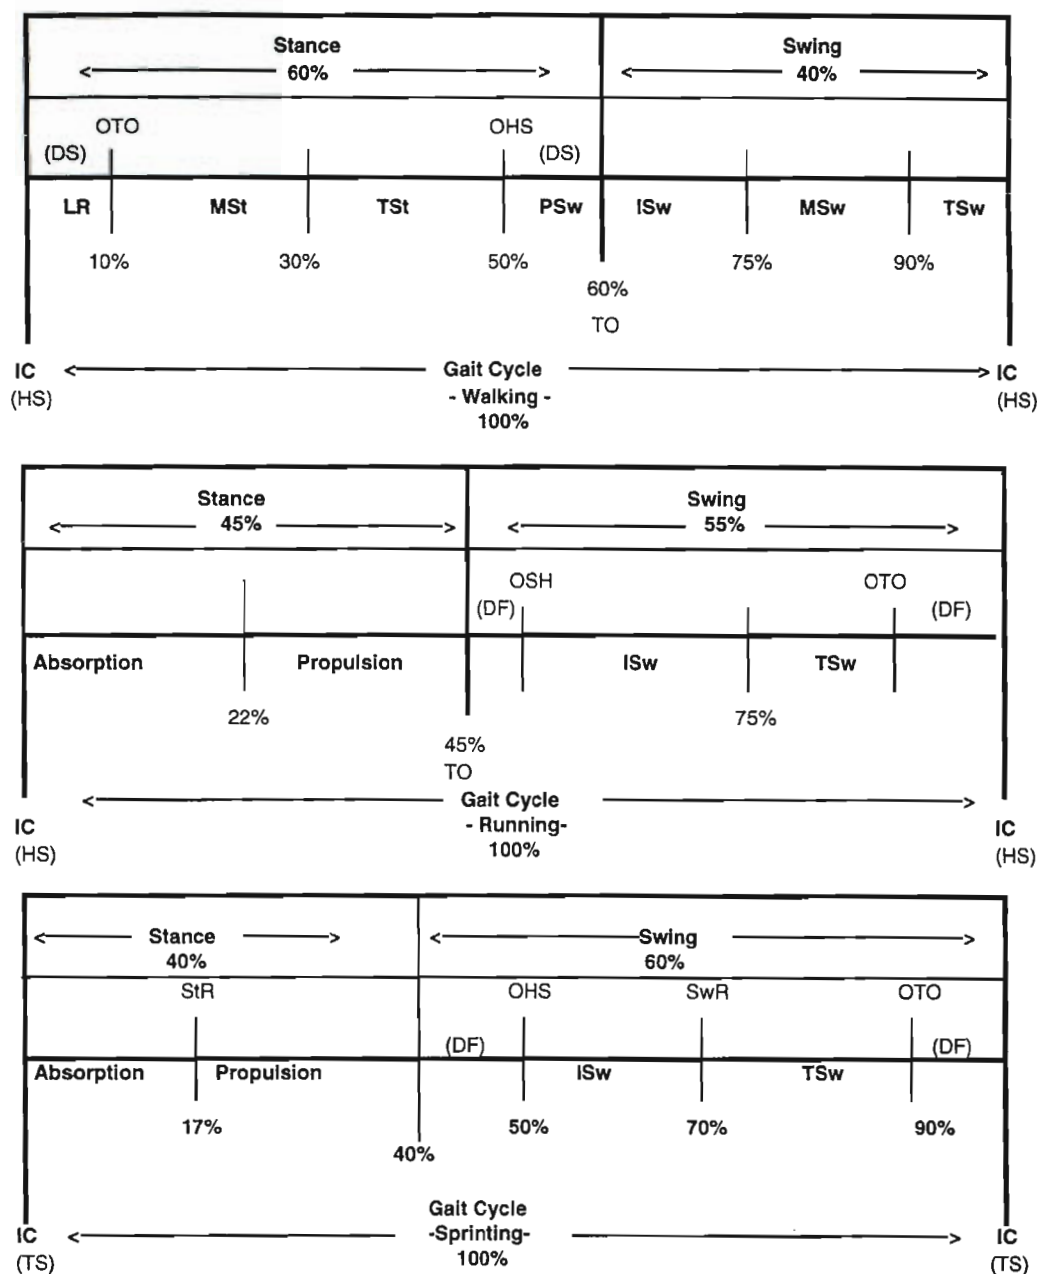 Stance Swing
60% 40%
OTO OHS
(DS) (DS)
LR MSt TSt PSw ISw MSw TSw
10% 30% 50% 75% 90%
60%
TO
IC Gait Cycle IC
(HS) - Walking - (HS)
100%
Stance Swing
45% 55%
OSH OTO
(DF) (DF)
Absorption Propulsion ISw TSw
22% 75%
45%
TO
Gait Cycle
IC - Running- IC
(HS) 100% (HS)
Stance Swing
40% 60%
StR OHS SwR OTO
(DF) (DF)
Absorption Propulsion ISw TSw
17% 50% 70% 90%
40%
Gait Cycle
IC -Sprinting- IC
(TS) 100% (TS)